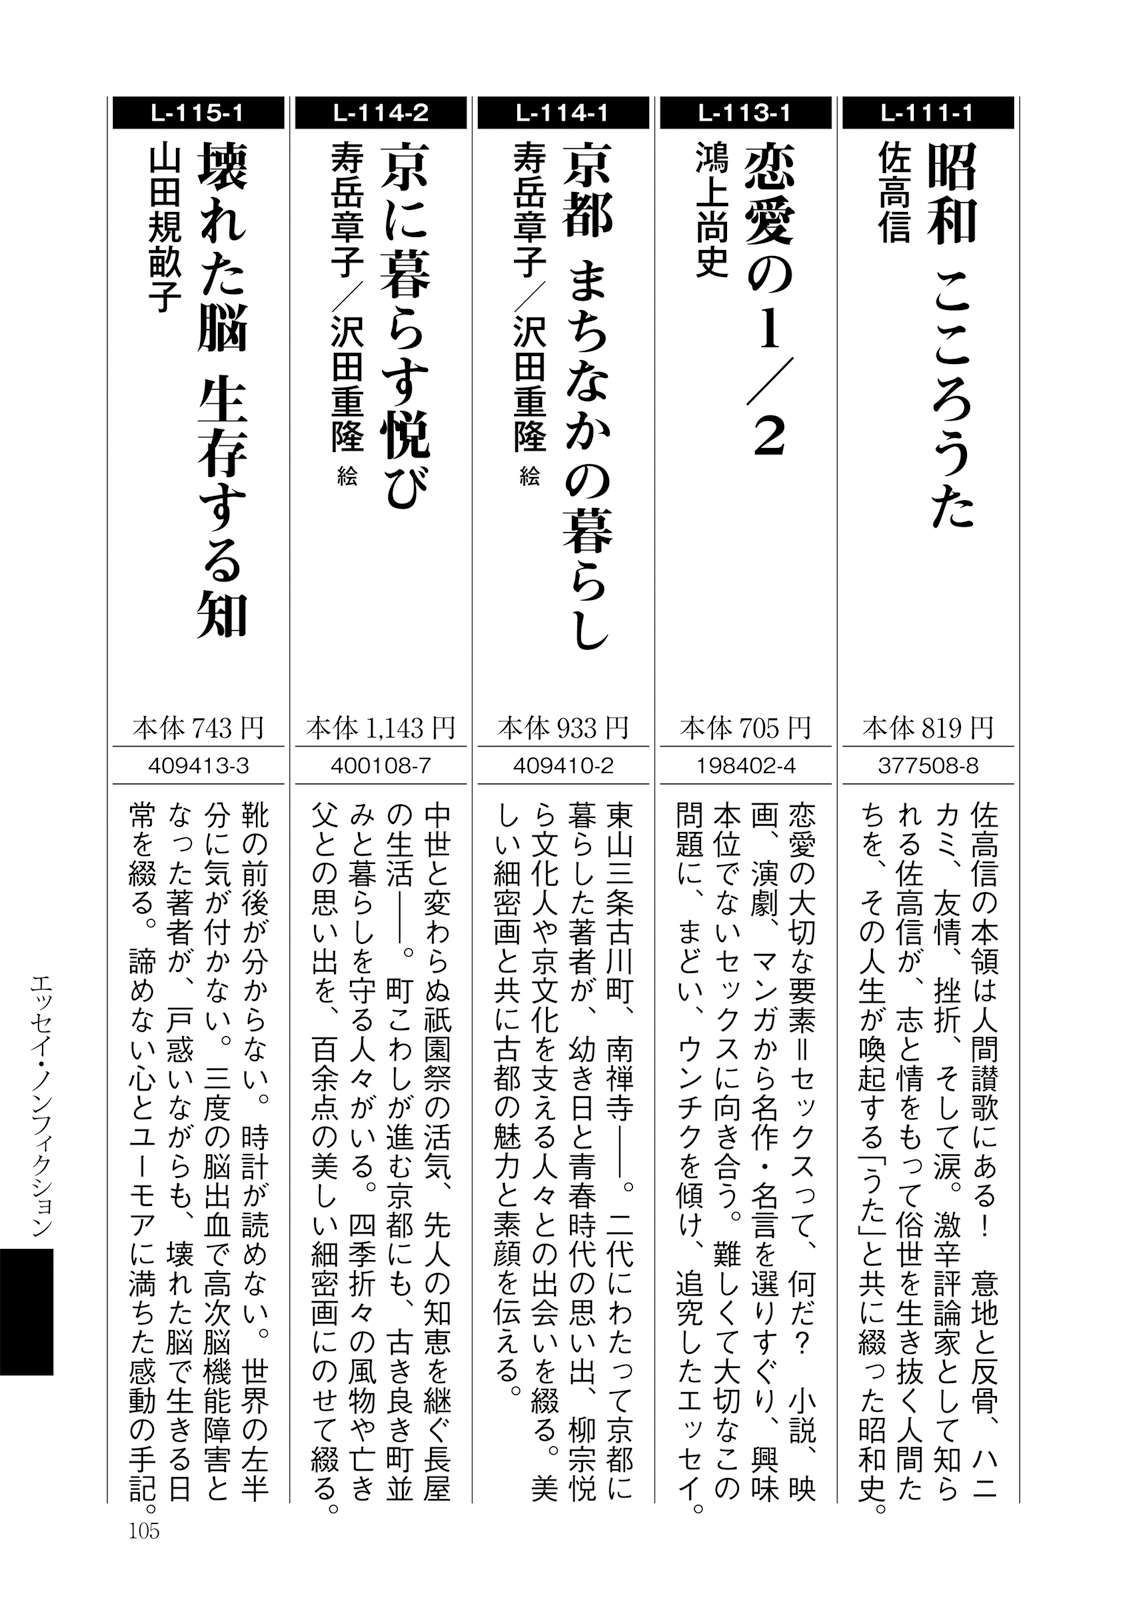 L-111-1
昭和 こころうた
佐高信
本体 819 円
377508-8
佐高信の本領は人間讃歌にある！　意地と反骨、ハニ
カミ、友情、挫折、そして涙。激辛評論家として知ら
れる佐高信が、志と情をもって俗世を生き抜く人間た
ちを、その人生が喚起する「うた」と共に綴った昭和史。
L-113-1
恋愛の1／2
鴻上尚史
本体 705 円
198402-4
恋愛の大切な要素＝セックスって、何だ？　小説、映
画、演劇、マンガから名作・名言を選りすぐり、興味
本位でないセックスに向き合う。難しくて大切なこの
問題に、まどい、ウンチクを傾け、追究したエッセイ。
L-114-1
京都 まちなかの暮らし
寿岳章子／沢田重隆 絵
本体 933 円
409410-2
東山三条古川町、南禅寺――。二代にわたって京都に
暮らした著者が、幼き日と青春時代の思い出、柳宗悦
ら文化人や京文化を支える人々との出会いを綴る。美
しい細密画と共に古都の魅力と素顔を伝える。
L-114-2
京に暮らす悦び
寿岳章子／沢田重隆 絵
本体 1,143 円
400108-7
中世と変わらぬ祇園祭の活気、先人の知恵を継ぐ長屋
の生活――。町こわしが進む京都にも、古き良き町並
みと暮らしを守る人々がいる。四季折々の風物や亡き
父との思い出を、百余点の美しい細密画にのせて綴る。
L-115-1
壊れた脳 生存する知
山田規畝子
本体 743 円
409413-3
靴の前後が分からない。時計が読めない。世界の左半
分に気が付かない。三度の脳出血で高次脳機能障害と
なった著者が、戸惑いながらも、壊れた脳で生きる日
常を綴る。諦めない心とユーモアに満ちた感動の手記。
エッセイ・ノンフィクション
105